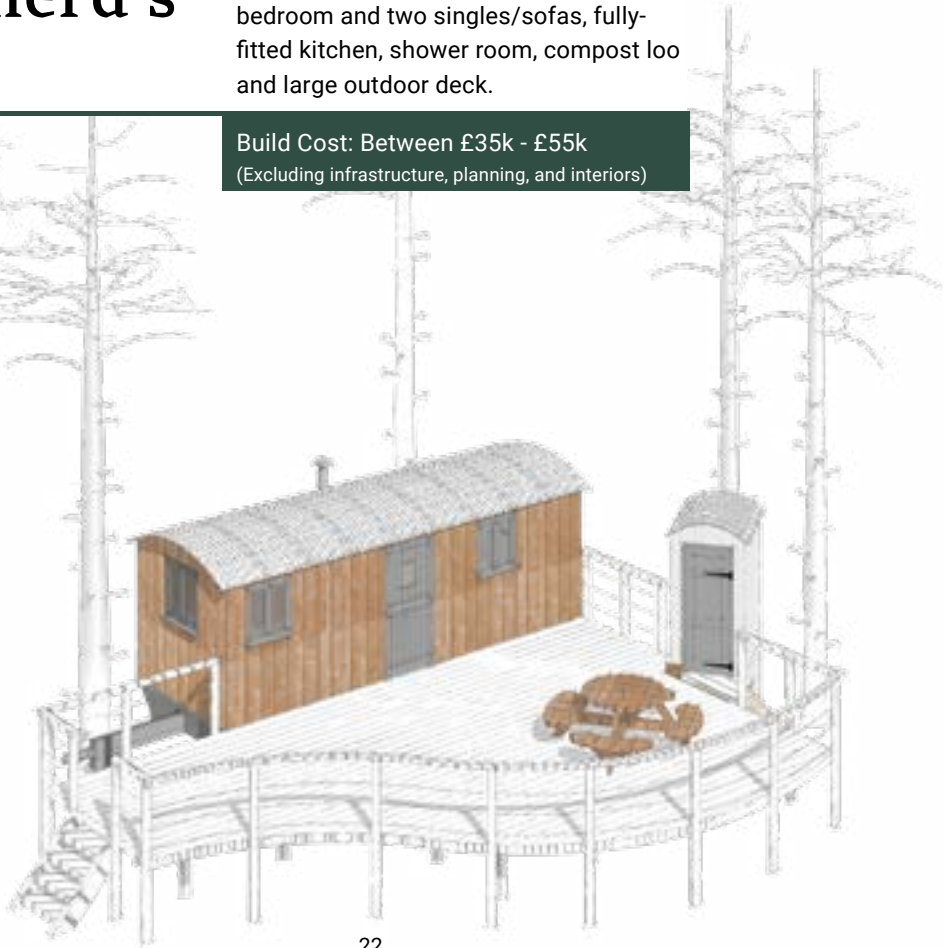 bedroom and two singles/sofas, fully-
fitted kitchen, shower room, compost loo
and large outdoor deck.
Build Cost: Between £35k - £55k
(Excluding infrastructure, planning, and interiors)
22